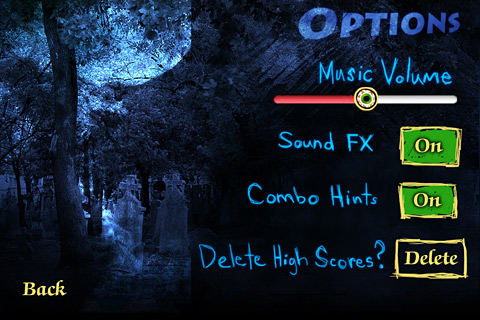 Options
Music Volume
Sound FX On
Combo Hints On
Delete High Scores? Delete
Back